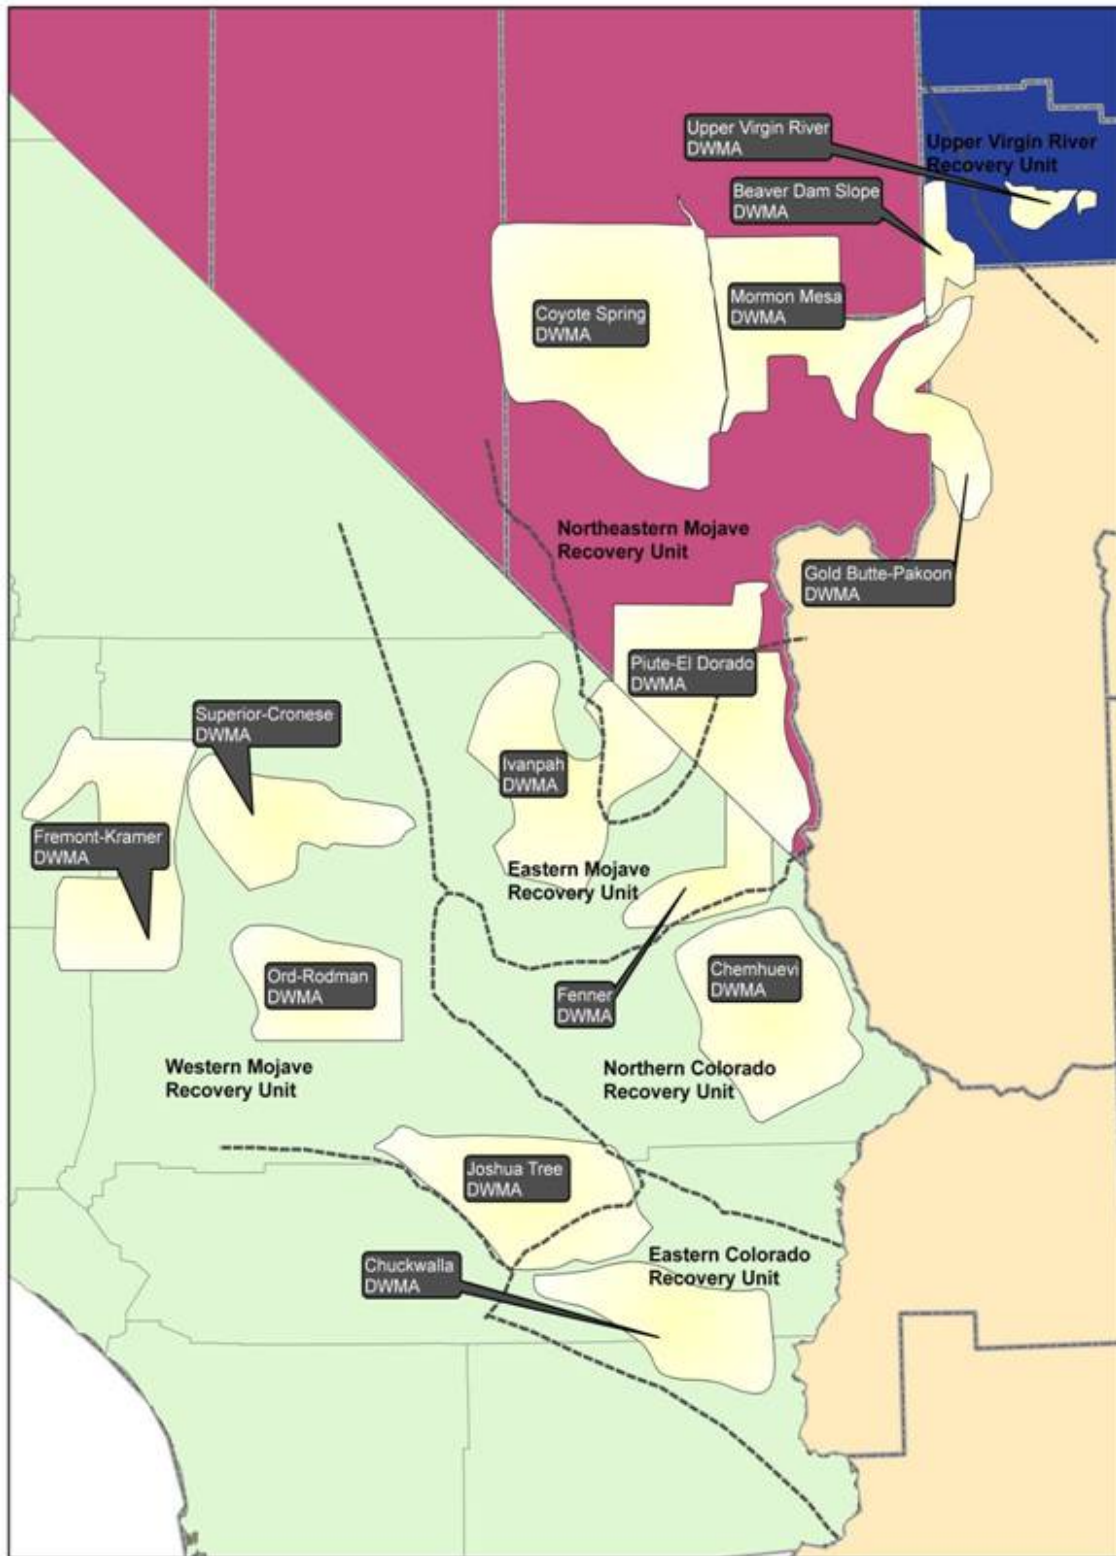 Upper Virgin River
DWMA
Upper Virgin River
Recovery Unit
Beaver Dam Slope
DWMA
Mormon Mesa
DWMA
Coyote Spring
DWMA
Northeastern Mojave
Recovery Unit
Gold Butte-Pakoon
DWMA
Piute-El Dorado
DWMA
Superior-Cronese
DWMA
Ivanpah
DWMA
Fremont-Kramer
DWMA
Eastern Mojave
Recovery Unit
Ord-Rodman
DWMA
Fenner
DWMA
Chemhuevi
DWMA
Western Mojave
Recovery Unit
Northern Colorado
Recovery Unit
Joshua Tree
DWMA
Eastern Colorado
Recovery Unit
Chuckwalla
DWMA